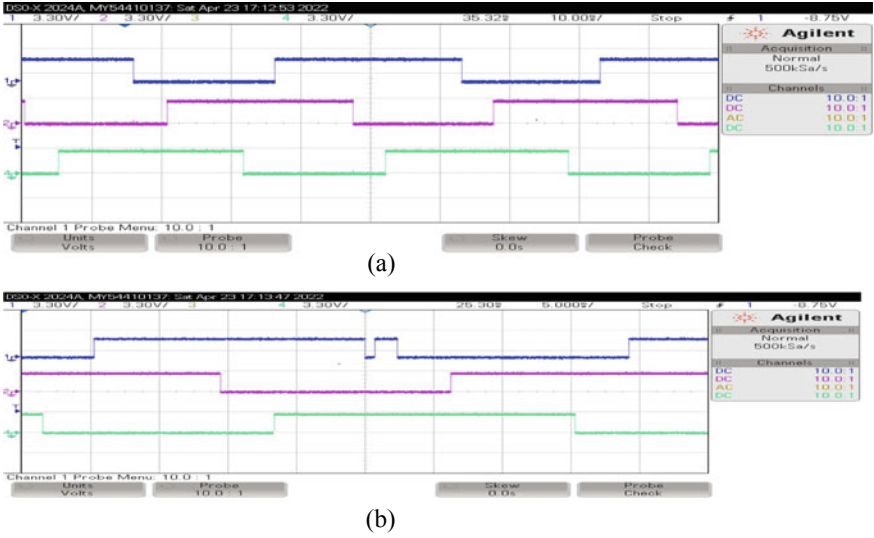 DSO-X 2024A, MY54410137: Sat Apr 23 17:12:53 2022
1 3.30V/ 2 3.30V/ 3 4 3.30V/ 35.32 10.00 Stop 1 -8.75V
Agilent
Acquisition
Normal
500kSa/s
Channels
DC 10.0:1
DC 10.0:1
AC 10.0:1
DC 10.0:1
Channel 1 Probe Menu: 10.0 : 1
Units
Volts
Probe
10.0 : 1
Skew
0.0s
Probe
Check
(a)
DSO-X 2024A, MY54410137: Sat Apr 23 17:13:47 2022
1 3.30V/ 2 3.30V/ 3 4 3.30V/ 25.30 5.000 Stop 1 -8.75V
Agilent
Acquisition
Normal
500kSa/s
Channels
DC 10.0:1
DC 10.0:1
AC 10.0:1
DC 10.0:1
Channel 1 Probe Menu: 10.0 : 1
Units
Volts
Probe
10.0 : 1
Skew
0.0s
Probe
Check
(b)